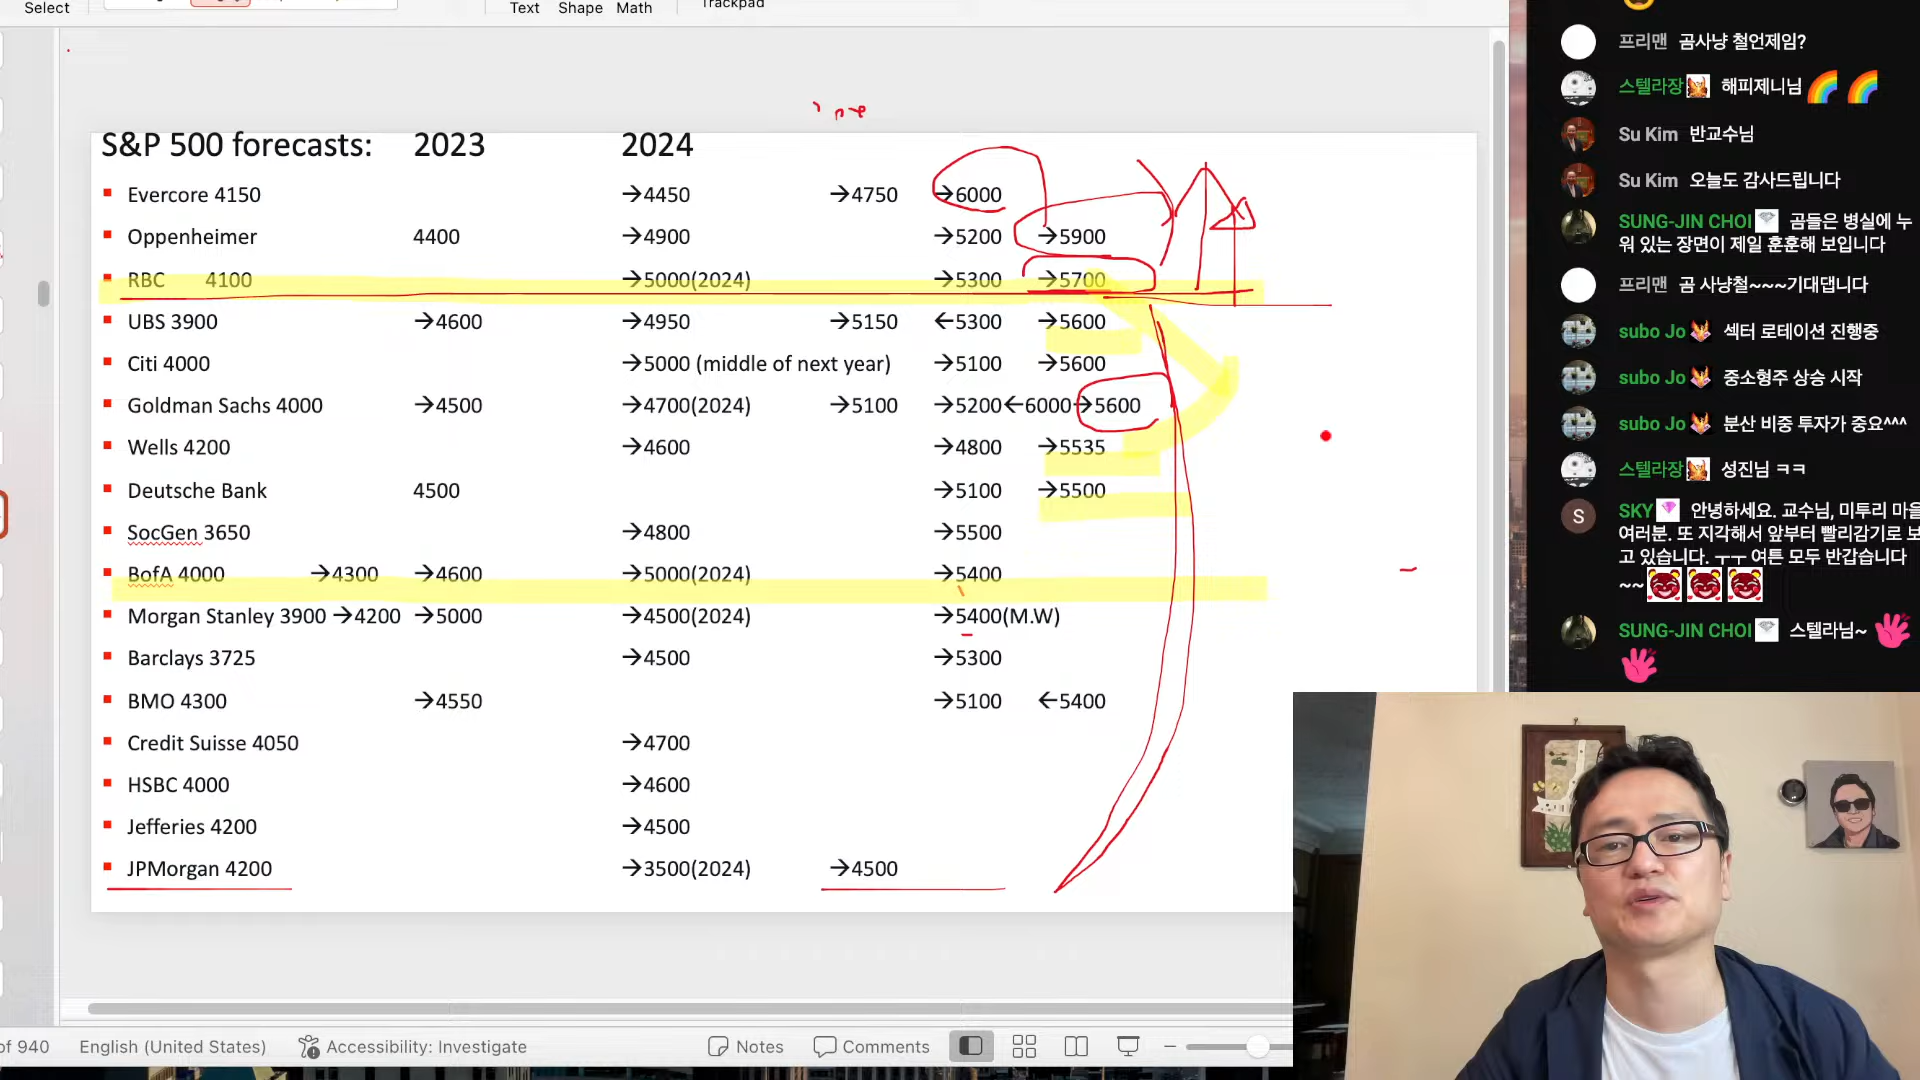 Select
Text Shape Math
Trackpad
S&P 500 forecasts: 2023 2024
Evercore 4150 →4450 →4750 →6000
Oppenheimer 4400 →4900 →5200 →5900
RBC 4100 →5000(2024) →5300 →5700
UBS 3900 →4600 →4950 →5150 ←5300 →5600
Citi 4000 →5000 (middle of next year) →5100 →5600
Goldman Sachs 4000 →4500 →4700(2024) →5100 →5200←6000→5600
Wells 4200 →4600 →4800 →5535
Deutsche Bank 4500 →5100 →5500
SocGen 3650 →4800 →5500
BofA 4000 →4300 →4600 →5000(2024) →5400
Morgan Stanley 3900 →4200 →5000 →4500(2024) →5400(M.W)
Barclays 3725 →4500 →5300
BMO 4300 →4550 →5100 ←5400
Credit Suisse 4050 →4700
HSBC 4000 →4600
Jefferies 4200 →4500
JPMorgan 4200 →3500(2024) →4500
of 940 English (United States) Accessibility: Investigate Notes Comments
프리맨 곰사냥 철언제임?
스텔라장 해피제니님
Su Kim 반교수님
Su Kim 오늘도 감사드립니다
SUNG-JIN CHOI 곰들은 병실에 누
워 있는 장면이 제일 훈훈해 보입니다
프리맨 곰 사냥철~~~기대댑니다
subo Jo 섹터 로테이션 진행중
subo Jo 중소형주 상승 시작
subo Jo 분산 비중 투자가 중요^^^
스텔라장 성진님 ㅋㅋ
S SKY 안녕하세요. 교수님, 미투리 마을
여러분. 또 지각해서 앞부터 빨리감기로 보
고 있습니다. ㅜㅜ 여튼 모두 반갑습니다
~~
SUNG-JIN CHOI 스텔라님~